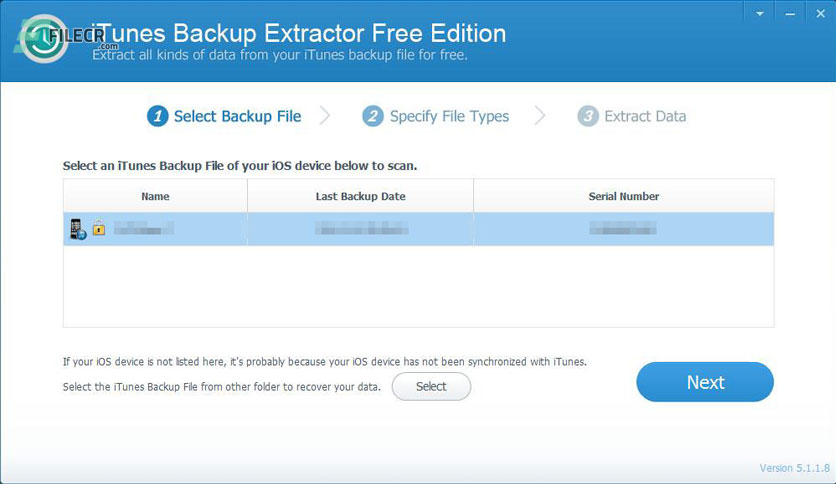 iTunes Backup Extractor Free Edition
FILECR
.com
Extract all kinds of data from your iTunes backup file for free.
1 Select Backup File 2 Specify File Types 3 Extract Data
Select an iTunes Backup File of your iOS device below to scan.
Name Last Backup Date Serial Number
If your iOS device is not listed here, it's probably because your iOS device has not been synchronized with iTunes.
Select the iTunes Backup File from other folder to recover your data. Select
Next
Version 5.1.1.8